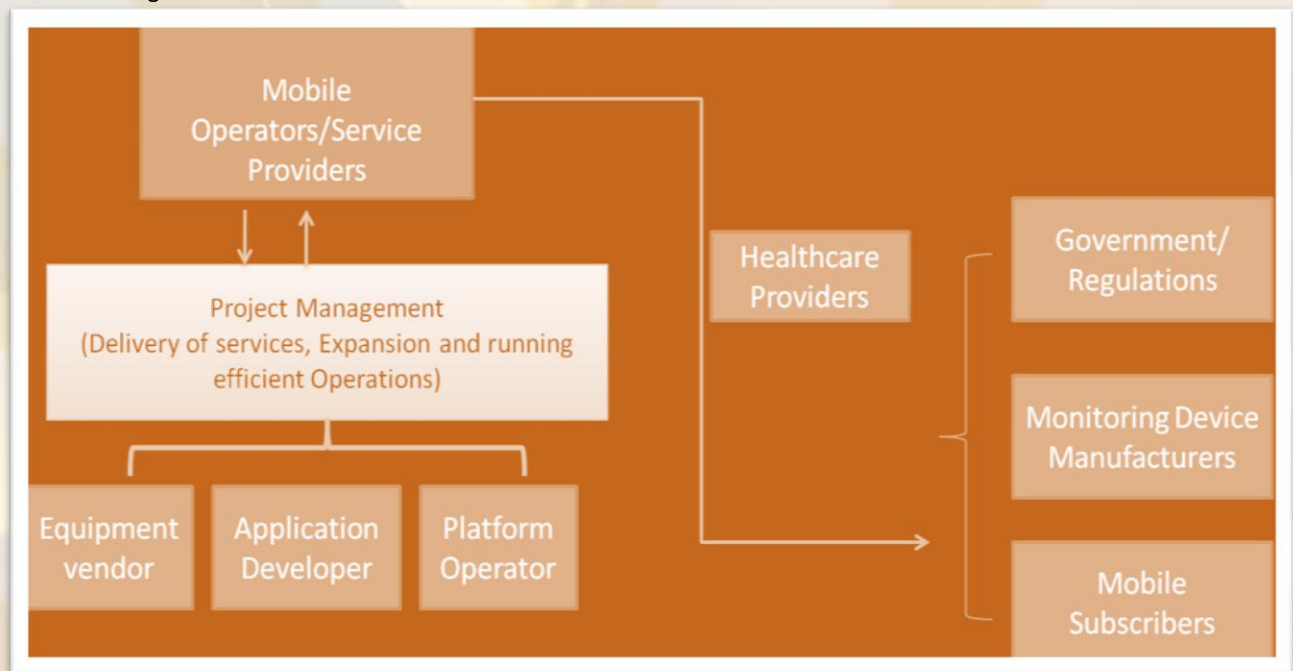 Mobile
Operators/Service
Providers
Project Management
(Delivery of services, Expansion and running
efficient Operations)
Equipment
vendor
Application
Developer
Platform
Operator
Healthcare
Providers
Government/
Regulations
Monitoring Device
Manufacturers
Mobile
Subscribers